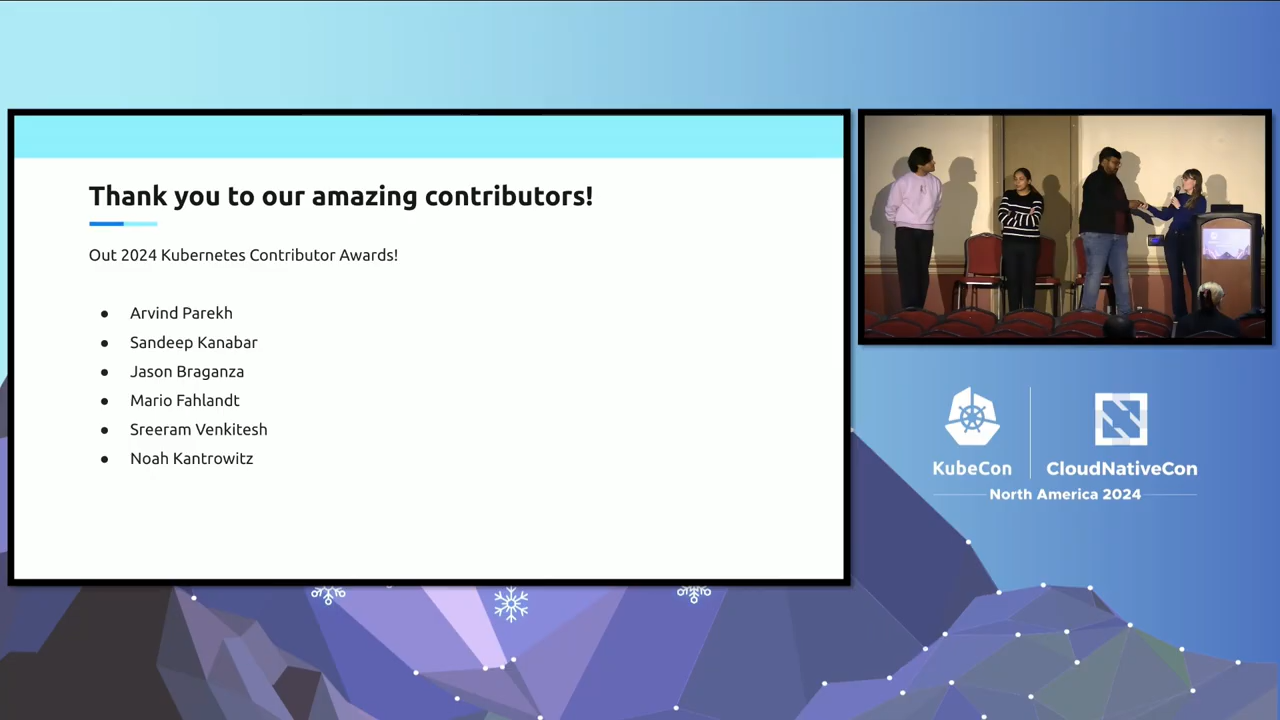 Thank you to our amazing contributors!
Out 2024 Kubernetes Contributor Awards!
● Arvind Parekh
● Sandeep Kanabar
● Jason Braganza
● Mario Fahlandt
● Sreeram Venkitesh
● Noah Kantrowitz
KubeCon
CloudNativeCon
North America 2024